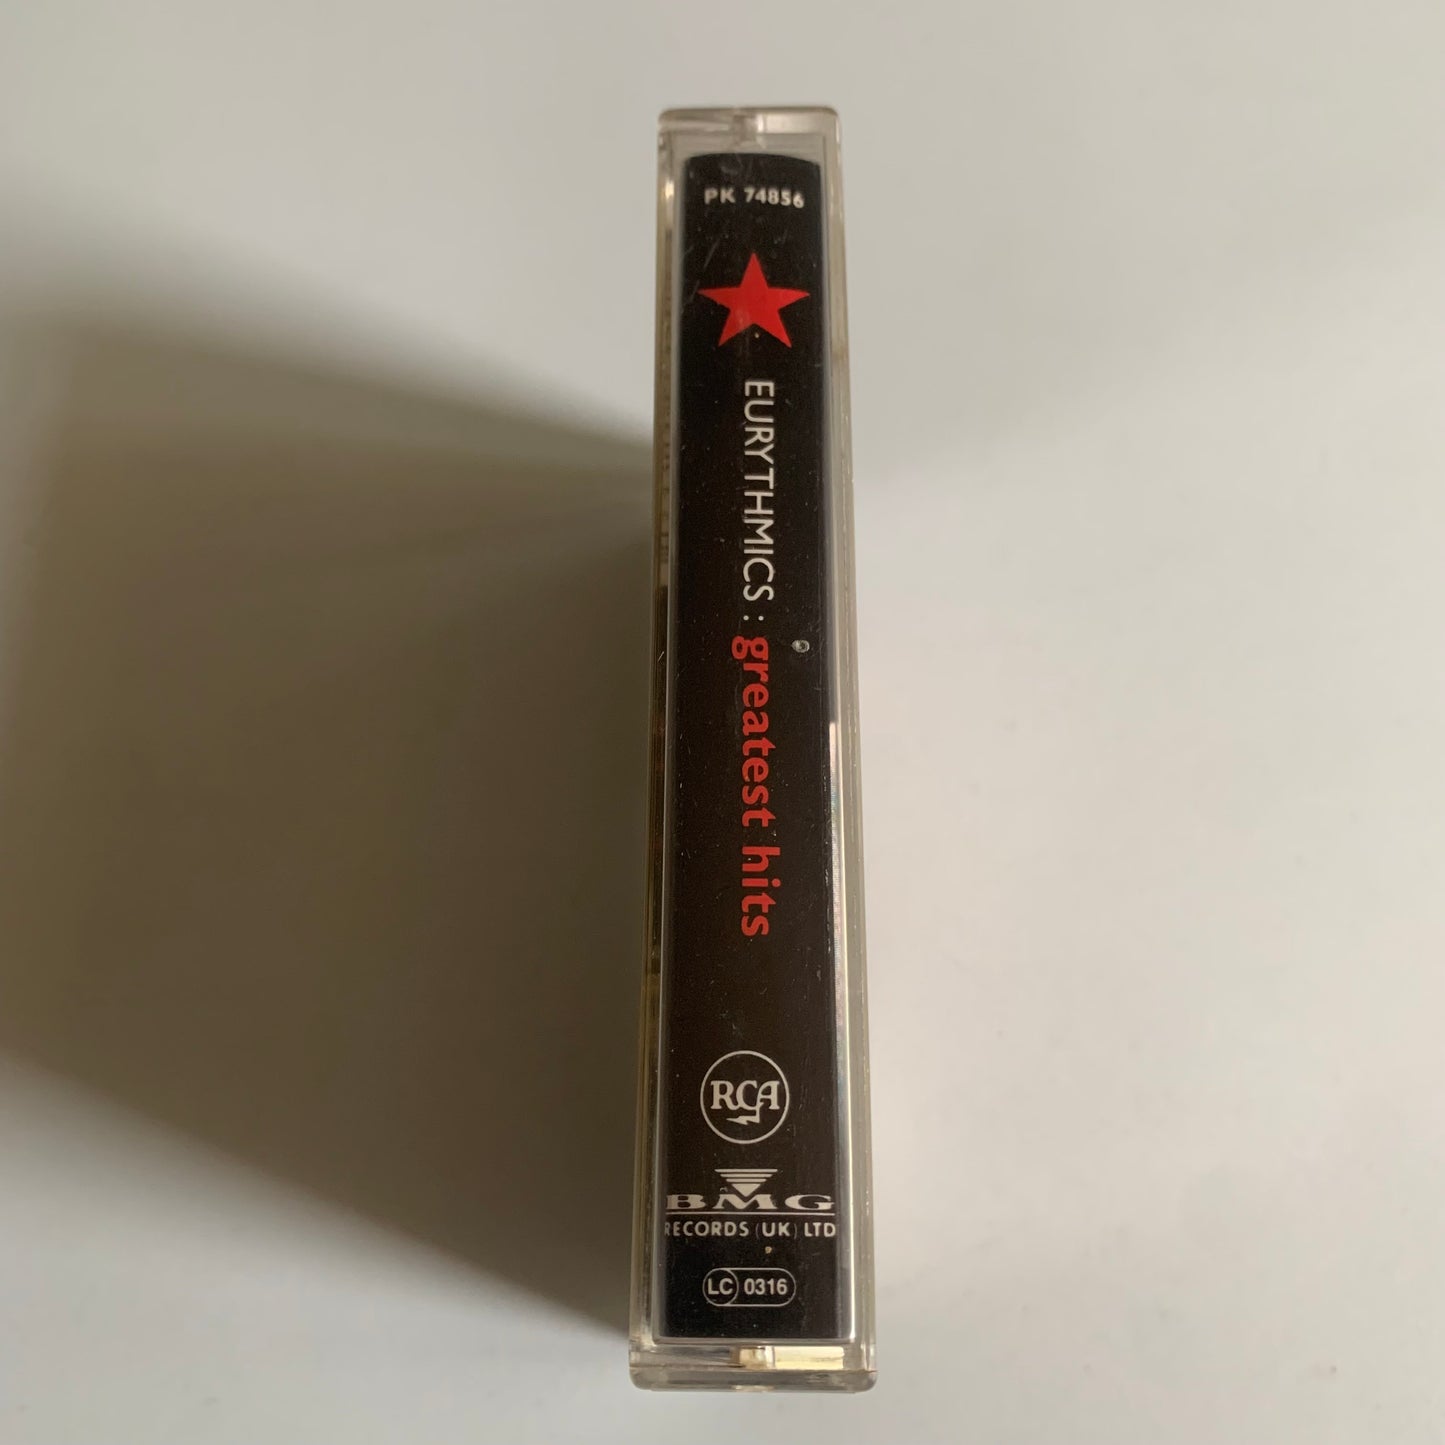 PK 74856
EURYTHMICS : greatest hits
RCA
BMG
RECORDS (UK) LTD
LC 0316